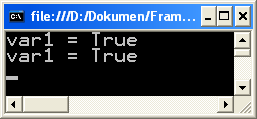 file:///D:/Dokumen/Fram...
var1 = True
var1 = True